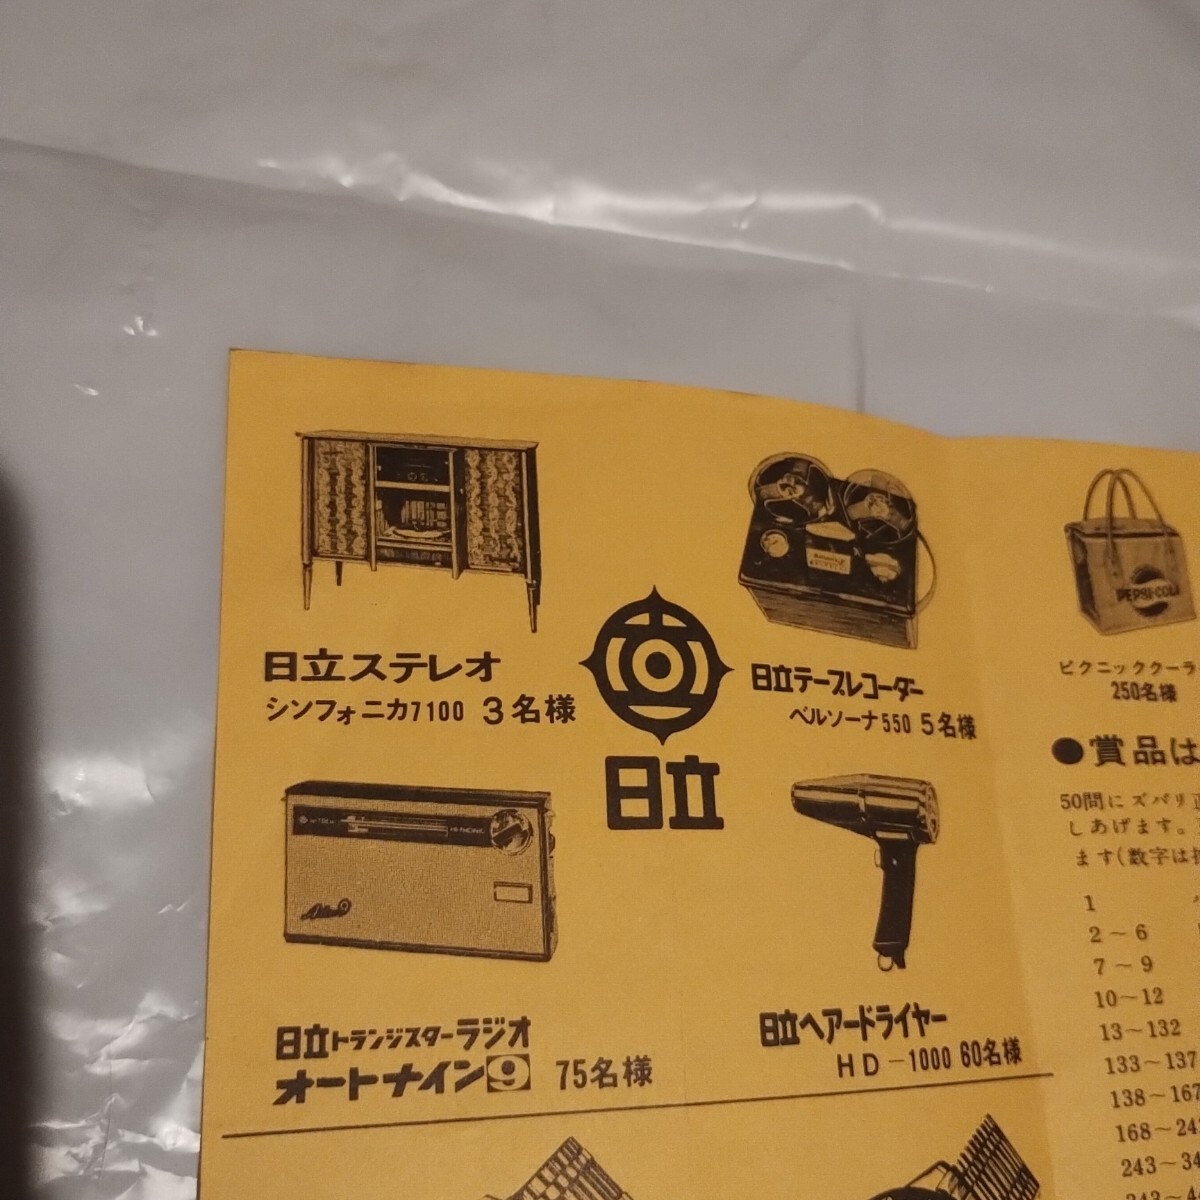 日立ステレオ
シンフォニカ7100 3名様
日立
日立テープレコーダー
ベルソーナ550 5名様
日立トランジスターラジオ
オートナイン9 75名様
日立ヘアードライヤー
HD-1000 60名様
PEPSI-COLA
ピクニッククーラ
250名様
●賞品は
50問にズバリ正
しあげます。
ます(数字は
1
2～6
7～9
10～12
13～132
133～137
138～167
168～24
243～34